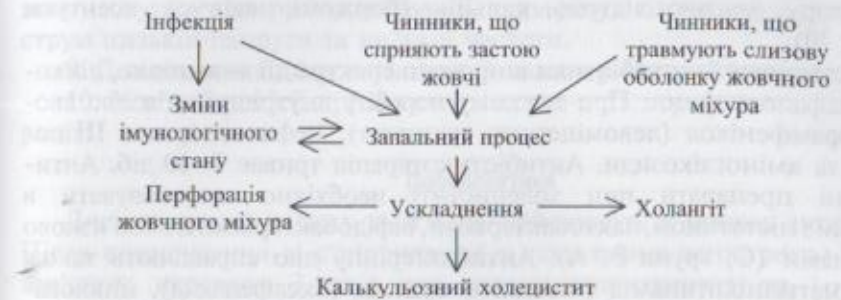 Інфекція
Чинники, що
сприяють застою
жовчі
Чинники, що
травмують слизову
оболонку жовчного
міхура
Зміни
імунологічного
стану
Запальний процес
Перфорація
жовчного міхура
Ускладнення
Холангіт
Калькульозний холецистит